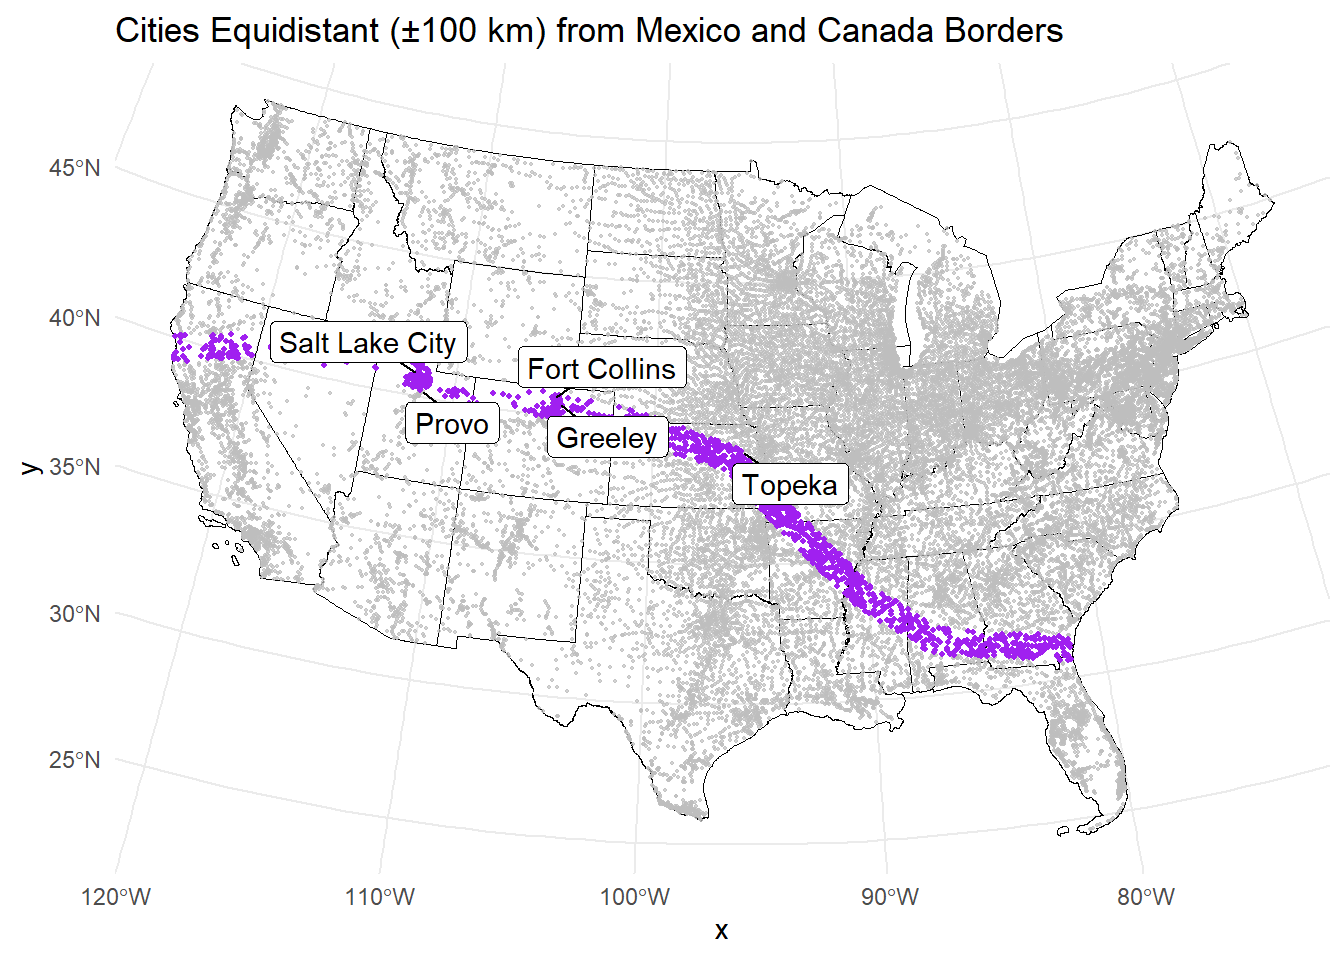 Cities Equidistant (±100 km) from Mexico and Canada Borders
45°N
40°N
Salt Lake City
Fort Collins
Provo
Greeley
35°N
y
Topeka
30°N
25°N
120°W
110°W
100°W
90°W
80°W
x